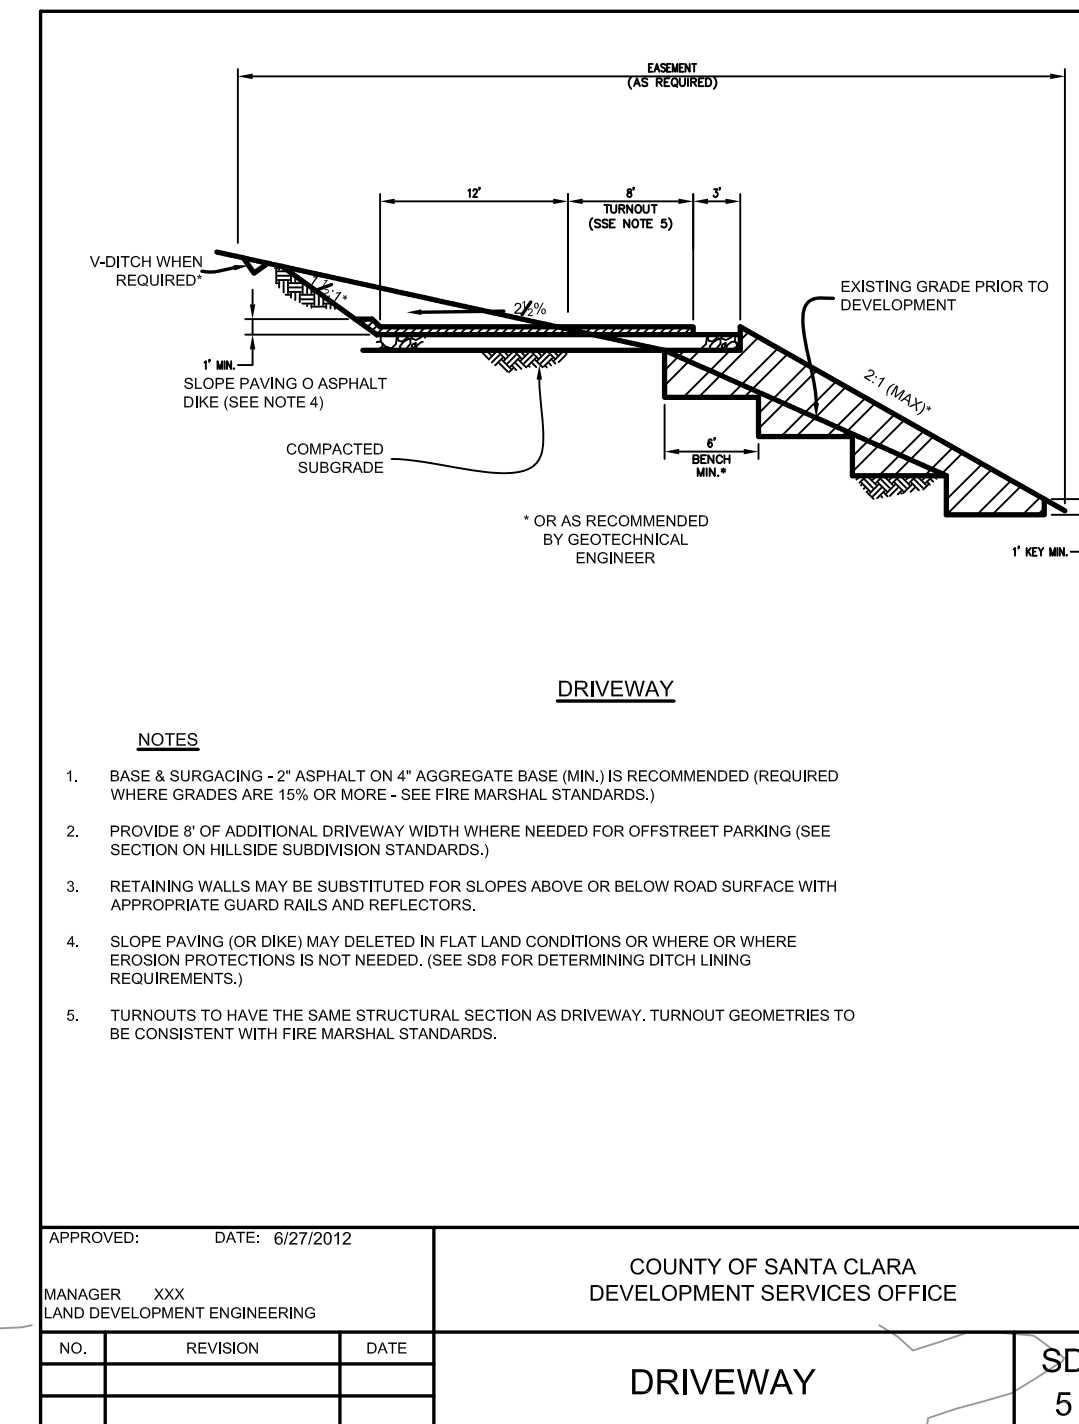 EASEMENT
(AS REQUIRED)
12'
8'
3'
TURNOUT
(SSE NOTE 5)
V-DITCH WHEN
REQUIRED*
1½:1*
2½%
EXISTING GRADE PRIOR TO
DEVELOPMENT
1' MIN.
SLOPE PAVING O ASPHALT
DIKE (SEE NOTE 4)
2:1 (MAX)*
COMPACTED
SUBGRADE
6'
BENCH
MIN.*
* OR AS RECOMMENDED
BY GEOTECHNICAL
ENGINEER
1' KEY MIN.
DRIVEWAY
NOTES
1. BASE & SURGACING - 2" ASPHALT ON 4" AGGREGATE BASE (MIN.) IS RECOMMENDED (REQUIRED
WHERE GRADES ARE 15% OR MORE - SEE FIRE MARSHAL STANDARDS.)
2. PROVIDE 8' OF ADDITIONAL DRIVEWAY WIDTH WHERE NEEDED FOR OFFSTREET PARKING (SEE
SECTION ON HILLSIDE SUBDIVISION STANDARDS.)
3. RETAINING WALLS MAY BE SUBSTITUTED FOR SLOPES ABOVE OR BELOW ROAD SURFACE WITH
APPROPRIATE GUARD RAILS AND REFLECTORS.
4. SLOPE PAVING (OR DIKE) MAY DELETED IN FLAT LAND CONDITIONS OR WHERE OR WHERE
EROSION PROTECTIONS IS NOT NEEDED. (SEE SD8 FOR DETERMINING DITCH LINING
REQUIREMENTS.)
5. TURNOUTS TO HAVE THE SAME STRUCTURAL SECTION AS DRIVEWAY. TURNOUT GEOMETRIES TO
BE CONSISTENT WITH FIRE MARSHAL STANDARDS.
APPROVED: DATE: 6/27/2012
MANAGER XXX
LAND DEVELOPMENT ENGINEERING
COUNTY OF SANTA CLARA
DEVELOPMENT SERVICES OFFICE
NO. REVISION DATE
DRIVEWAY
SD
5